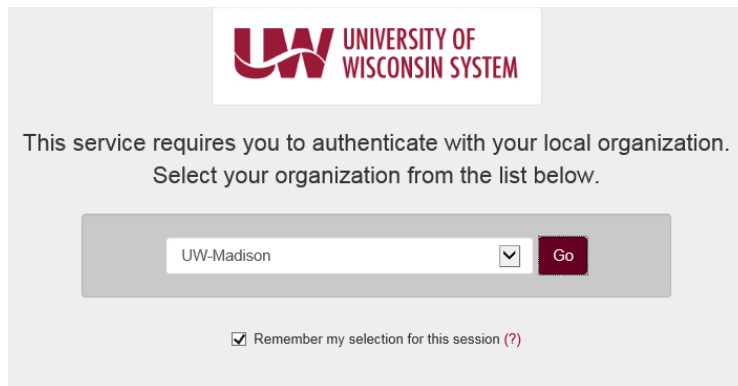 UW UNIVERSITY OF
WISCONSIN SYSTEM
This service requires you to authenticate with your local organization.
Select your organization from the list below.
UW-Madison
Go
Remember my selection for this session (?)